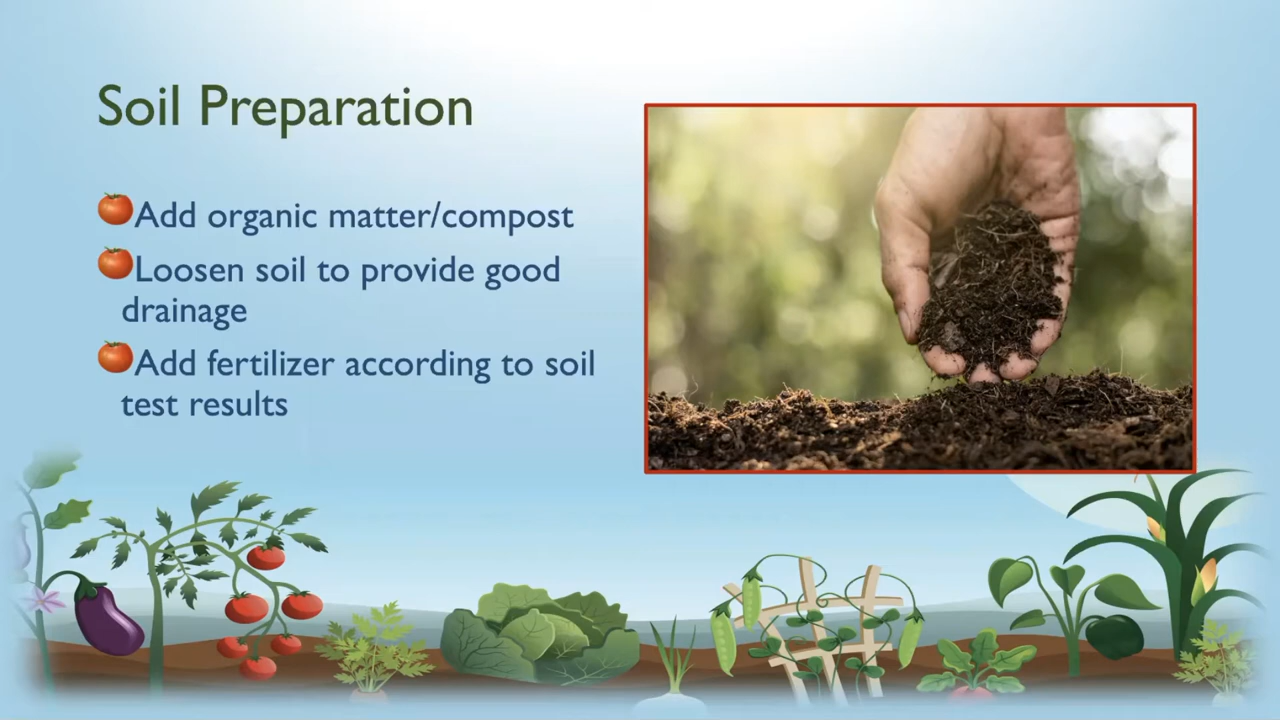 Soil Preparation
Add organic matter/compost
Loosen soil to provide good
drainage
Add fertilizer according to soil
test results